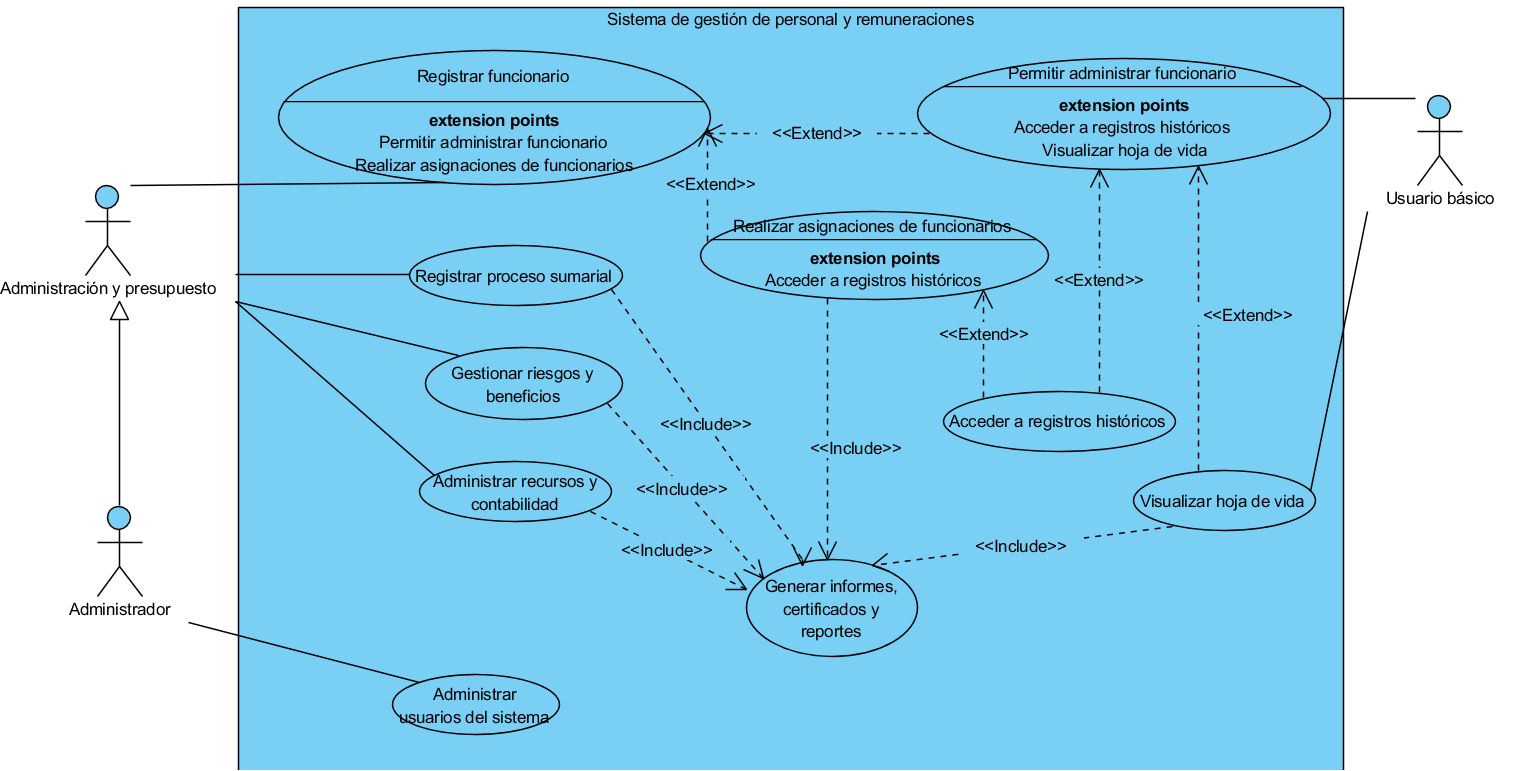 Sistema de gestión de personal y remuneraciones
Registrar funcionario
extension points
Permitir administrar funcionario
Realizar asignaciones de funcionarios
Permitir administrar funcionario
extension points
Acceder a registros históricos
Visualizar hoja de vida
<<Extend>>
<<Extend>>
Usuario básico
Realizar asignaciones de funcionarios
extension points
Acceder a registros históricos
Administración y presupuesto
Registrar proceso sumarial
<<Extend>>
<<Extend>>
<<Extend>>
Gestionar riesgos y
beneficios
Acceder a registros históricos
<<Include>>
<<Include>>
Administrar recursos y
contabilidad
<<Include>>
Visualizar hoja de vida
<<Include>>
<<Include>>
Generar informes,
certificados y
reportes
Administrador
Administrar
usuarios del sistema